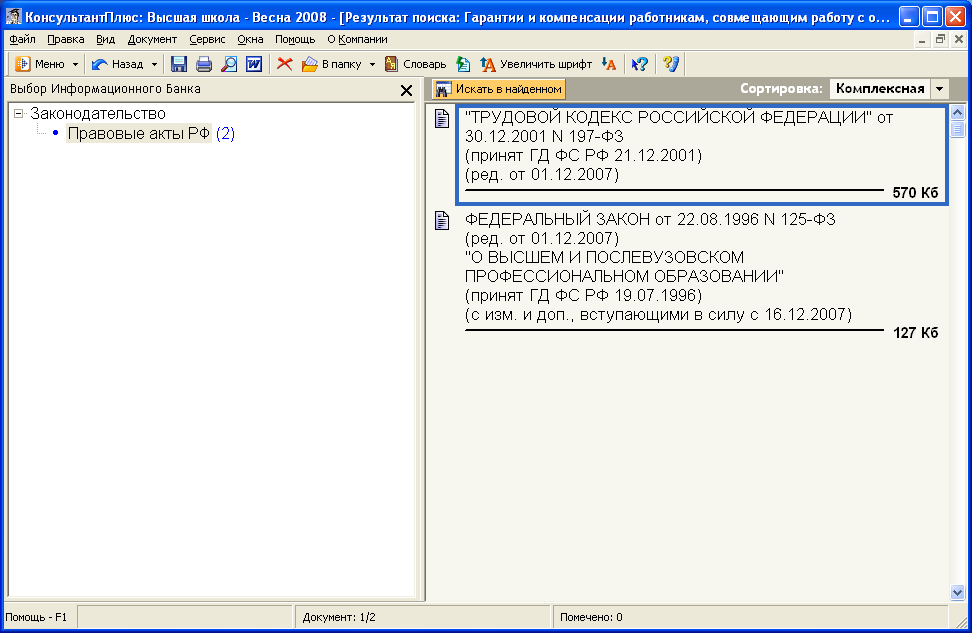 КонсультантПлюс: Высшая школа - Весна 2008 - [Результат поиска: Гарантии и компенсации работникам, совмещающим работу с о...
Файл Правка Вид Документ Сервис Окна Помощь О Компании
Меню Назад В папку Словарь Увеличить шрифт
Выбор Информационного Банка
Искать в найденном Сортировка: Комплексная
Законодательство
Правовые акты РФ (2)
"ТРУДОВОЙ КОДЕКС РОССИЙСКОЙ ФЕДЕРАЦИИ" от
30.12.2001 N 197-ФЗ
(принят ГД ФС РФ 21.12.2001)
(ред. от 01.12.2007)
570 Кб
ФЕДЕРАЛЬНЫЙ ЗАКОН от 22.08.1996 N 125-ФЗ
(ред. от 01.12.2007)
"О ВЫСШЕМ И ПОСЛЕВУЗОВСКОМ
ПРОФЕССИОНАЛЬНОМ ОБРАЗОВАНИИ"
(принят ГД ФС РФ 19.07.1996)
(с изм. и доп., вступающими в силу с 16.12.2007)
127 Кб
Помощь - F1 Документ: 1/2 Помечено: 0